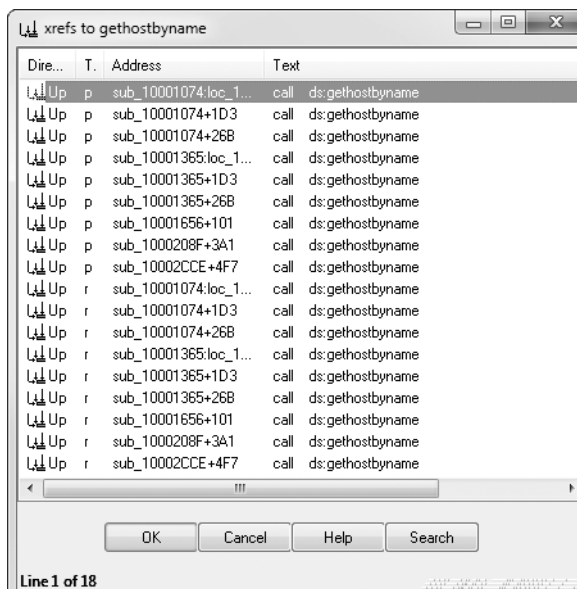 xrefs to gethostbyname
Dire... T. Address Text
Up p sub_10001074:loc_1... call ds:gethostbyname
Up p sub_10001074+1D3 call ds:gethostbyname
Up p sub_10001074+26B call ds:gethostbyname
Up p sub_10001365:loc_1... call ds:gethostbyname
Up p sub_10001365+1D3 call ds:gethostbyname
Up p sub_10001365+26B call ds:gethostbyname
Up p sub_10001656+101 call ds:gethostbyname
Up p sub_1000208F+3A1 call ds:gethostbyname
Up p sub_10002CCE+4F7 call ds:gethostbyname
Up r sub_10001074:loc_1... call ds:gethostbyname
Up r sub_10001074+1D3 call ds:gethostbyname
Up r sub_10001074+26B call ds:gethostbyname
Up r sub_10001365:loc_1... call ds:gethostbyname
Up r sub_10001365+1D3 call ds:gethostbyname
Up r sub_10001365+26B call ds:gethostbyname
Up r sub_10001656+101 call ds:gethostbyname
Up r sub_1000208F+3A1 call ds:gethostbyname
Up r sub_10002CCE+4F7 call ds:gethostbyname
OK Cancel Help Search
Line 1 of 18